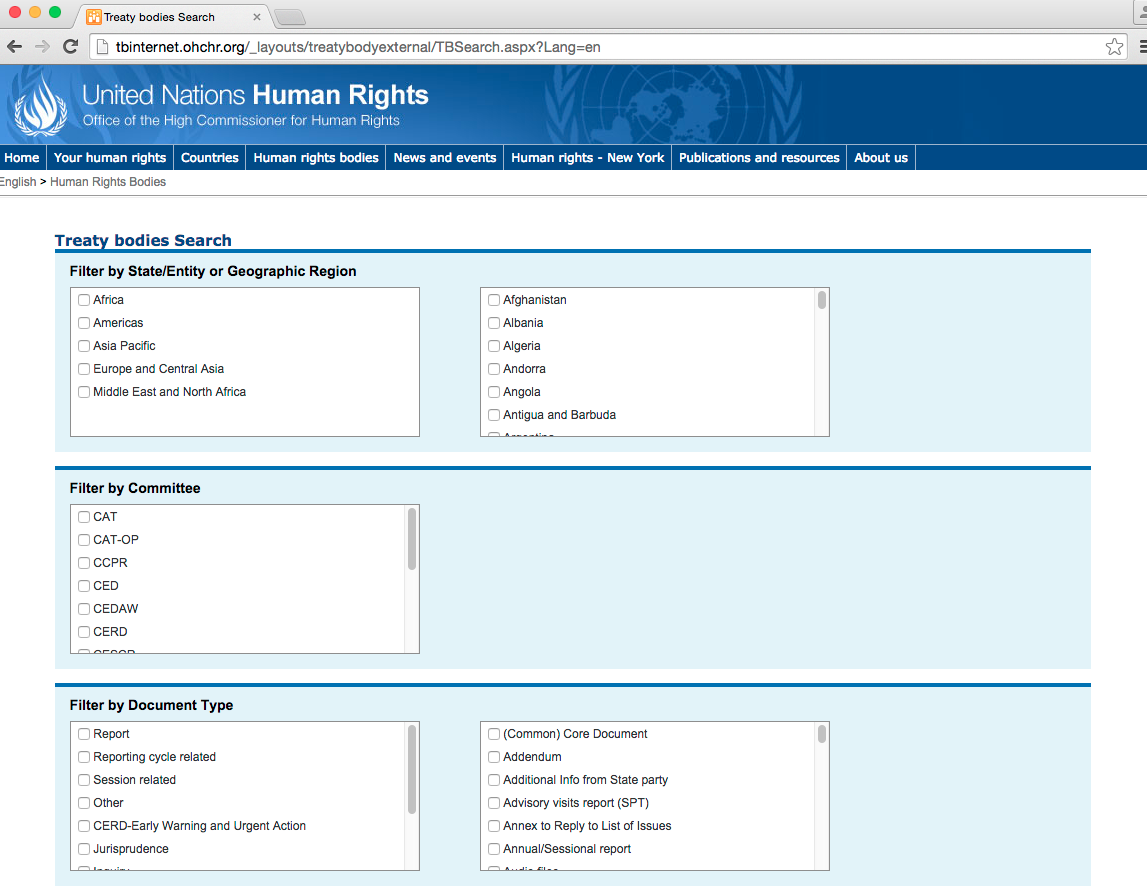 Treaty bodies Search
tbinternet.ohchr.org/_layouts/treatybodyexternal/TBSearch.aspx?Lang=en
United Nations Human Rights
Office of the High Commissioner for Human Rights
Home Your human rights Countries Human rights bodies News and events Human rights - New York Publications and resources About us
English > Human Rights Bodies
Treaty bodies Search
Filter by State/Entity or Geographic Region
Africa
Americas
Asia Pacific
Europe and Central Asia
Middle East and North Africa
Afghanistan
Albania
Algeria
Andorra
Angola
Antigua and Barbuda
Argentina
Filter by Committee
CAT
CAT-OP
CCPR
CED
CEDAW
CERD
CESCR
Filter by Document Type
Report
Reporting cycle related
Session related
Other
CERD-Early Warning and Urgent Action
Jurisprudence
Inquiry
(Common) Core Document
Addendum
Additional Info from State party
Advisory visits report (SPT)
Annex to Reply to List of Issues
Annual/Sessional report
Audio files